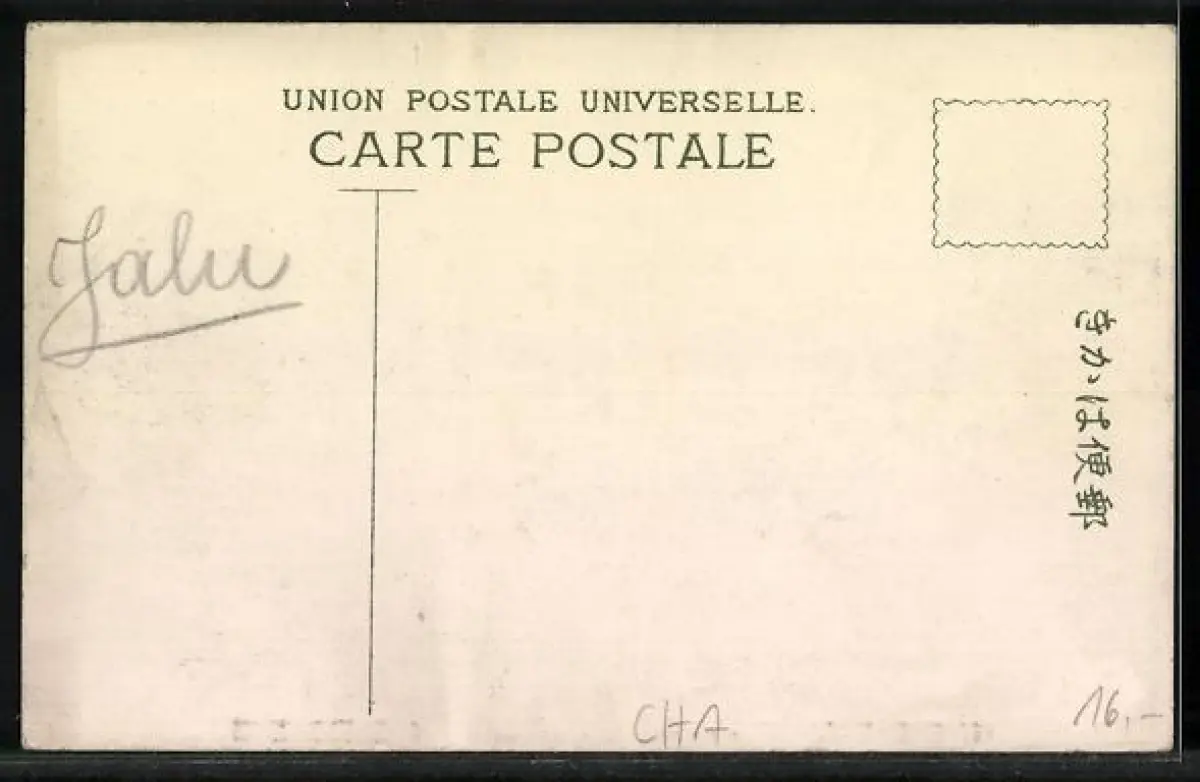 UNION POSTALE UNIVERSELLE.
CARTE POSTALE
Jalu
きかは便郵
CHA
16,-